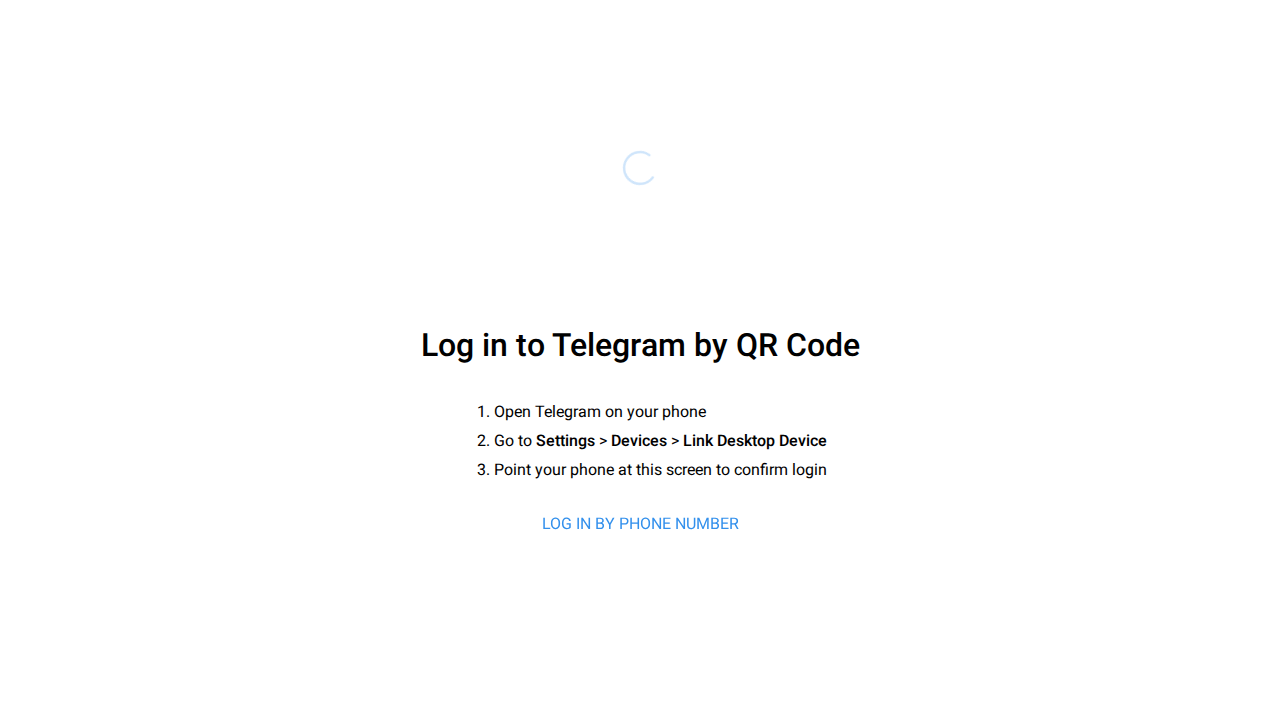 Log in to Telegram by QR Code
1. Open Telegram on your phone
2. Go to Settings > Devices > Link Desktop Device
3. Point your phone at this screen to confirm login
LOG IN BY PHONE NUMBER